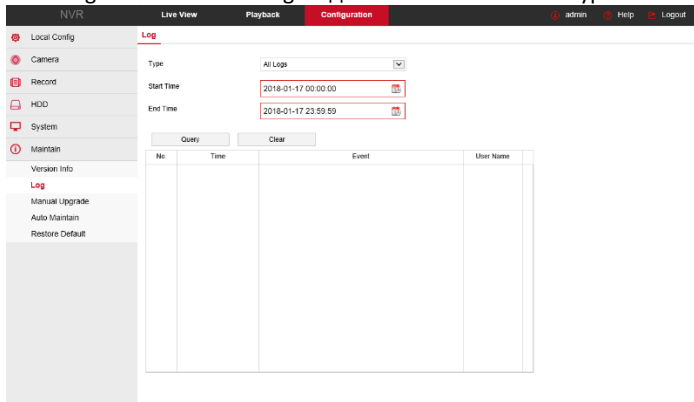 NVR Live View Playback Configuration admin Help Logout
Local Config
Camera
Record
HDD
System
Maintain
Version Info
Log
Manual Upgrade
Auto Maintain
Restore Default
Log
Type All Logs
Start Time 2018-01-17 00:00:00
End Time 2018-01-17 23:59:59
Query Clear
No Time Event User Name